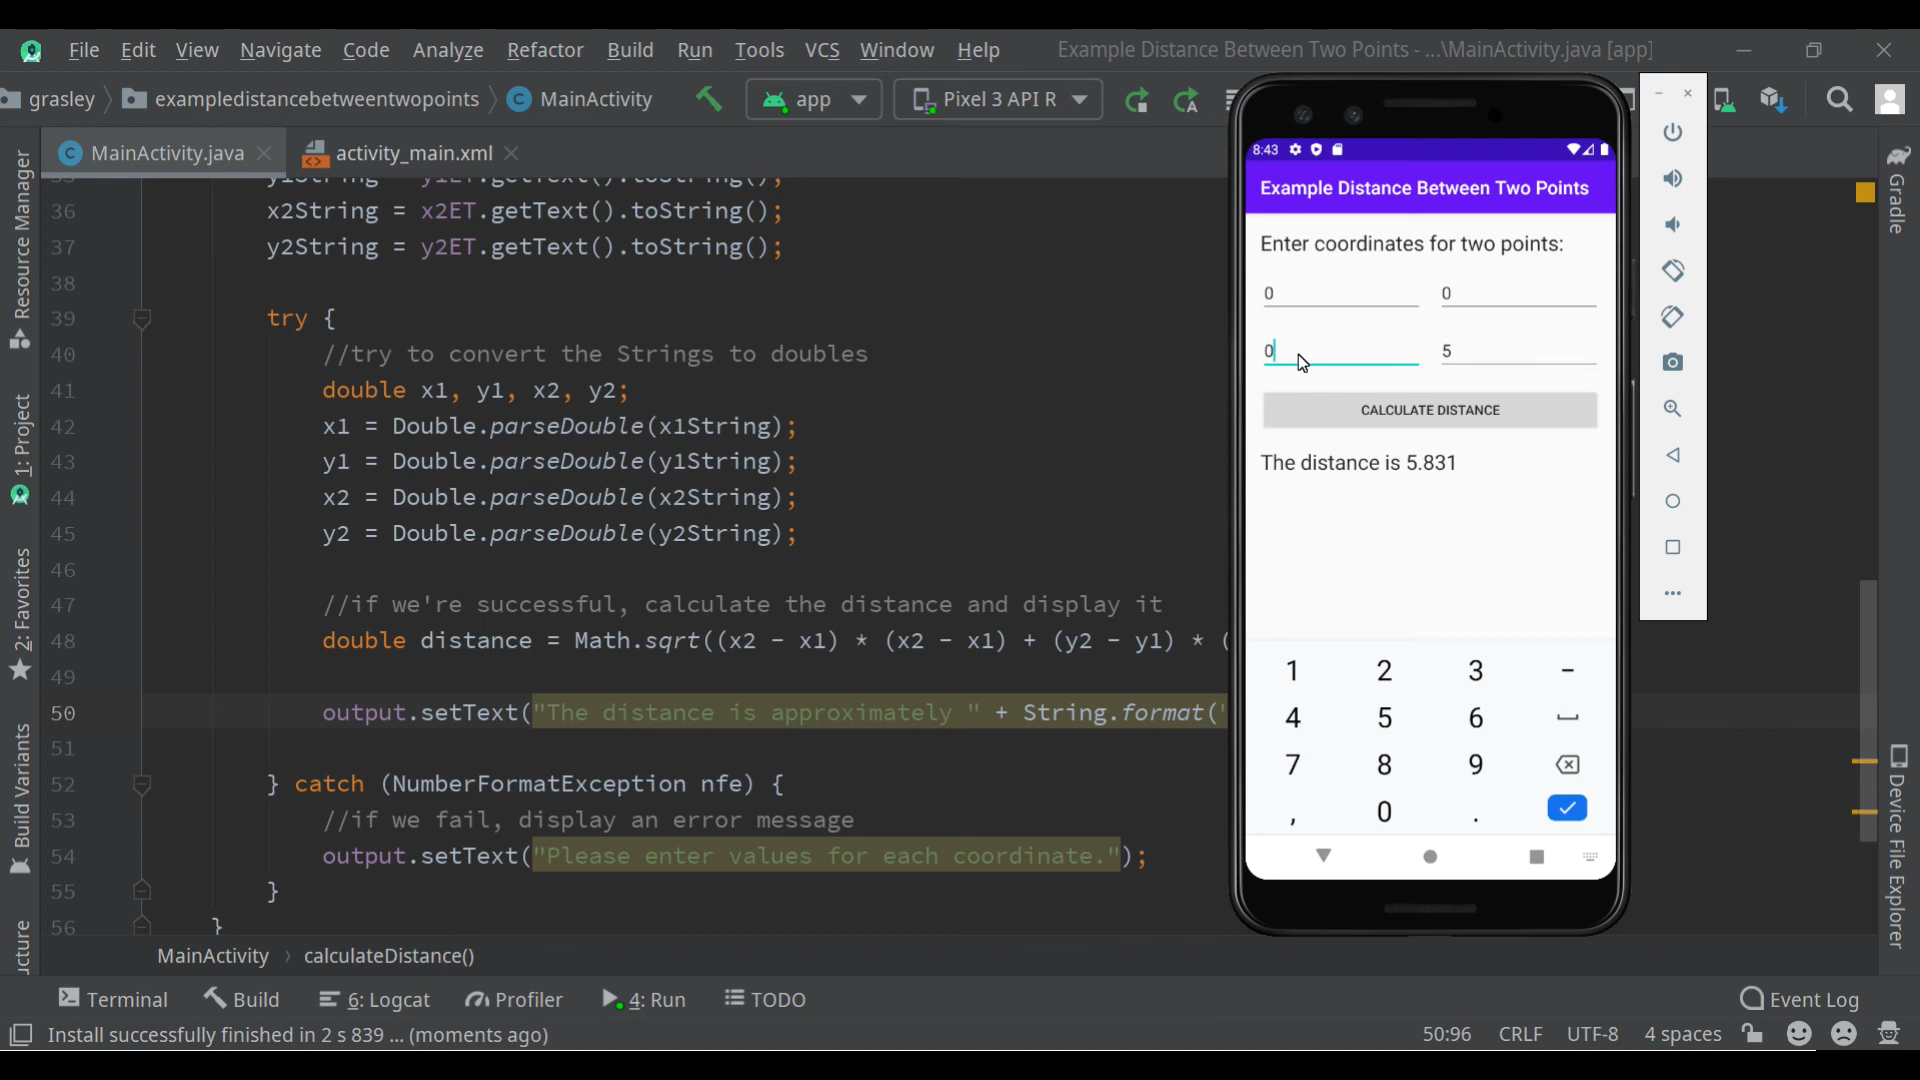 File Edit View Navigate Code Analyze Refactor Build Run Tools VCS Window Help Example Distance Between Two Points - ...\MainActivity.java [app]
grasley exampledistancebetweentwopoints MainActivity app Pixel 3 API R
MainActivity.java activity_main.xml
36 x2String = x2ET.getText().toString();
37 y2String = y2ET.getText().toString();
38
39 try {
40 //try to convert the Strings to doubles
41 double x1, y1, x2, y2;
42 x1 = Double.parseDouble(x1String);
43 y1 = Double.parseDouble(y1String);
44 x2 = Double.parseDouble(x2String);
45 y2 = Double.parseDouble(y2String);
46
47 //if we're successful, calculate the distance and display it
48 double distance = Math.sqrt((x2 - x1) * (x2 - x1) + (y2 - y1) * (
49
50 output.setText("The distance is approximately " + String.format("
51
52 } catch (NumberFormatException nfe) {
53 //if we fail, display an error message
54 output.setText("Please enter values for each coordinate.");
55 }
56 }
MainActivity › calculateDistance()
Resource Manager
1: Project
2: Favorites
Build Variants
Gradle
Device File Explorer
8:43
Example Distance Between Two Points
Enter coordinates for two points:
0 0
0 5
CALCULATE DISTANCE
The distance is 5.831
1 2 3 -
4 5 6
7 8 9
, 0 .
Terminal Build 6: Logcat Profiler 4: Run TODO Event Log
Install successfully finished in 2 s 839 ... (moments ago) 50:96 CRLF UTF-8 4 spaces